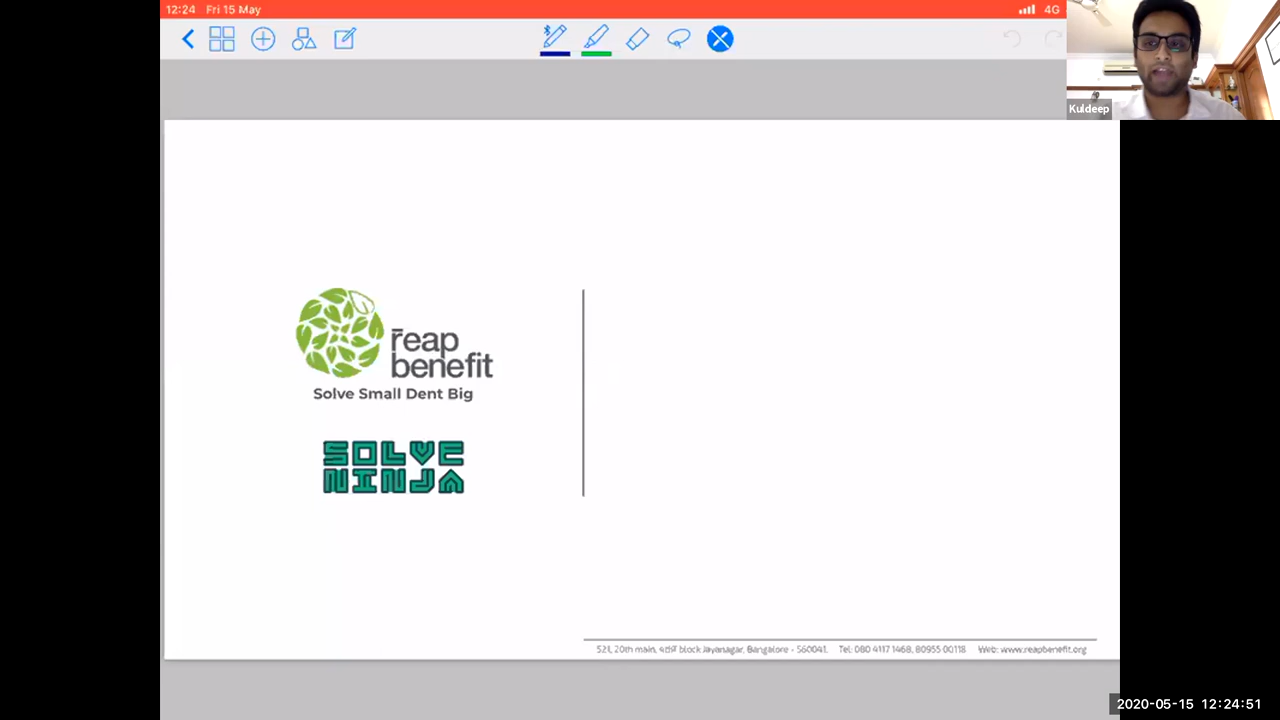 12:24 Fri 15 May 4G
Kuldeep
reap
benefit
Solve Small Dent Big
SOLVE
NINJA
521, 20th main, 4th T block Jayanagar, Bangalore - 560041. Tel: 080 4117 1468, 80955 00118 Web: www.reapbenefit.org
2020-05-15 12:24:51